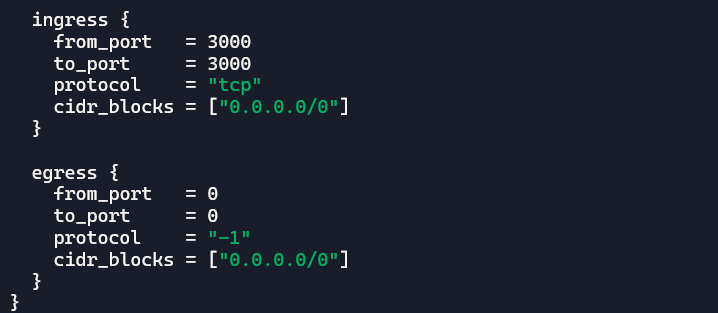 ingress {
    from_port   = 3000
    to_port     = 3000
    protocol    = "tcp"
    cidr_blocks = ["0.0.0.0/0"]
  }

  egress {
    from_port   = 0
    to_port     = 0
    protocol    = "-1"
    cidr_blocks = ["0.0.0.0/0"]
  }
}